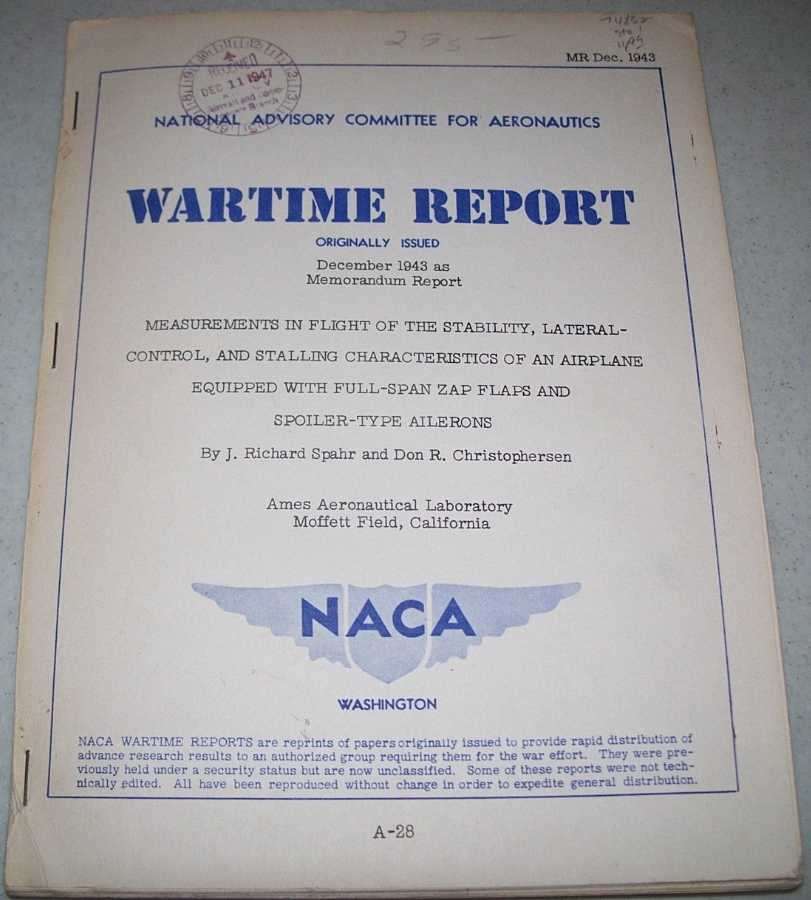 295-
MR Dec. 1943
RECEIVED
DEC 11 1947
NATIONAL ADVISORY COMMITTEE FOR AERONAUTICS
WARTIME REPORT
ORIGINALLY ISSUED
December 1943 as
Memorandum Report
MEASUREMENTS IN FLIGHT OF THE STABILITY, LATERAL-
CONTROL, AND STALLING CHARACTERISTICS OF AN AIRPLANE
EQUIPPED WITH FULL-SPAN ZAP FLAPS AND
SPOILER-TYPE AILERONS
By J. Richard Spahr and Don R. Christophersen
Ames Aeronautical Laboratory
Moffett Field, California
NACA
WASHINGTON
NACA WARTIME REPORTS are reprints of papers originally issued to provide rapid distribution of
advance research results to an authorized group requiring them for the war effort. They were pre-
viously held under a security status but are now unclassified. Some of these reports were not tech-
nically edited. All have been reproduced without change in order to expedite general distribution.
A-28